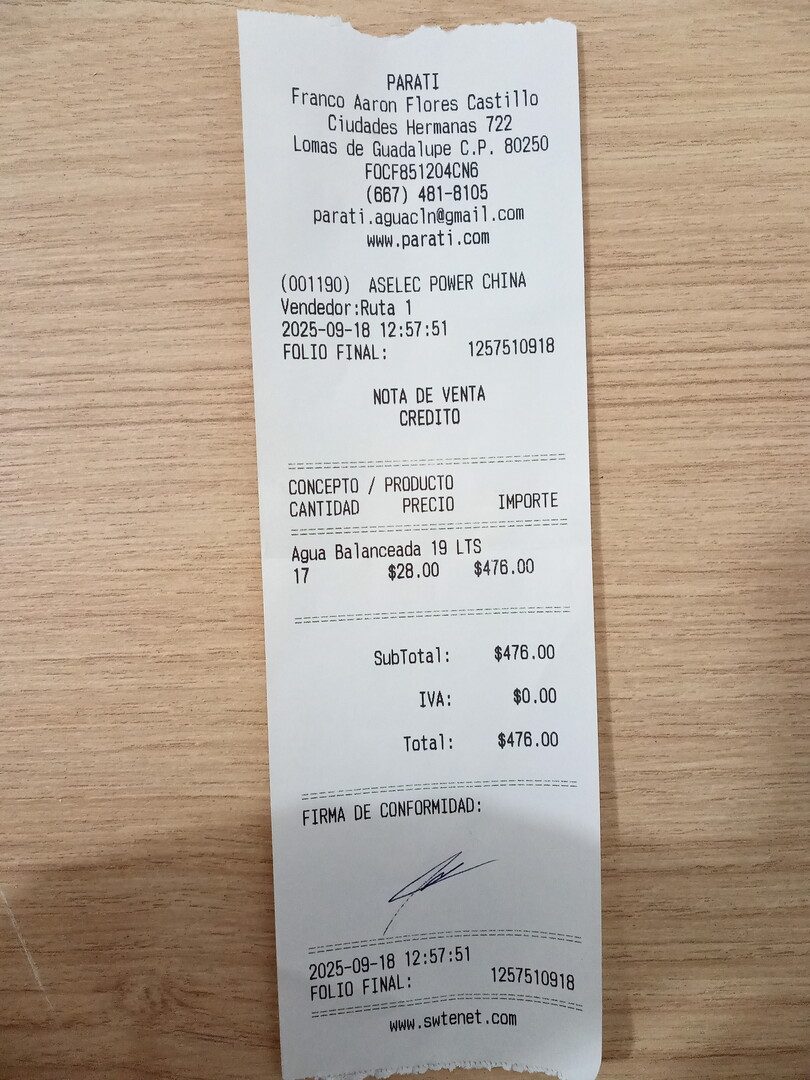 PARATI
Franco Aaron Flores Castillo
Ciudades Hermanas 722
Lomas de Guadalupe C.P. 80250
FOCF851204CN6
(667) 481-8105
parati.aguacln@gmail.com
www.parati.com
(001190) ASELEC POWER CHINA
Vendedor:Ruta 1
2025-09-18 12:57:51
FOLIO FINAL: 1257510918
NOTA DE VENTA
CREDITO
CONCEPTO / PRODUCTO
CANTIDAD PRECIO IMPORTE
Agua Balanceada 19 LTS
17 $28.00 $476.00
SubTotal: $476.00
IVA: $0.00
Total: $476.00
FIRMA DE CONFORMIDAD:
2025-09-18 12:57:51
FOLIO FINAL: 1257510918
www.swtenet.com